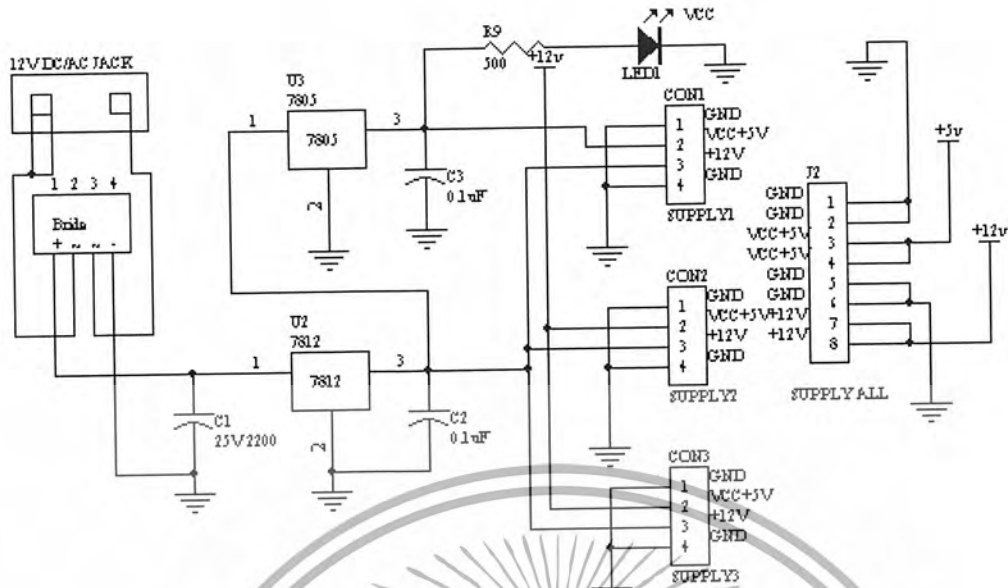 12V DC/AC JACK
1 2 3 4
Bridg
+ ~ ~ -
U3
7805
1
7805
3
2
C3
0.1uF
R9
500
VCC
LED1
+12v
U2
7812
1
7812
3
2
C1
25V2200
C2
0.1uF
CON1
1
2
3
4
GND
VCC+5V
+12V
GND
SUPPLY1
CON2
1
2
3
4
GND
VCC+5V
+12V
GND
SUPPLY2
CON3
1
2
3
4
GND
VCC+5V
+12V
GND
SUPPLY3
J2
GND
GND
VCC+5V
VCC+5V
GND
GND
+12V
+12V
1
2
3
4
5
6
7
8
SUPPLY ALL
+5v
+12v